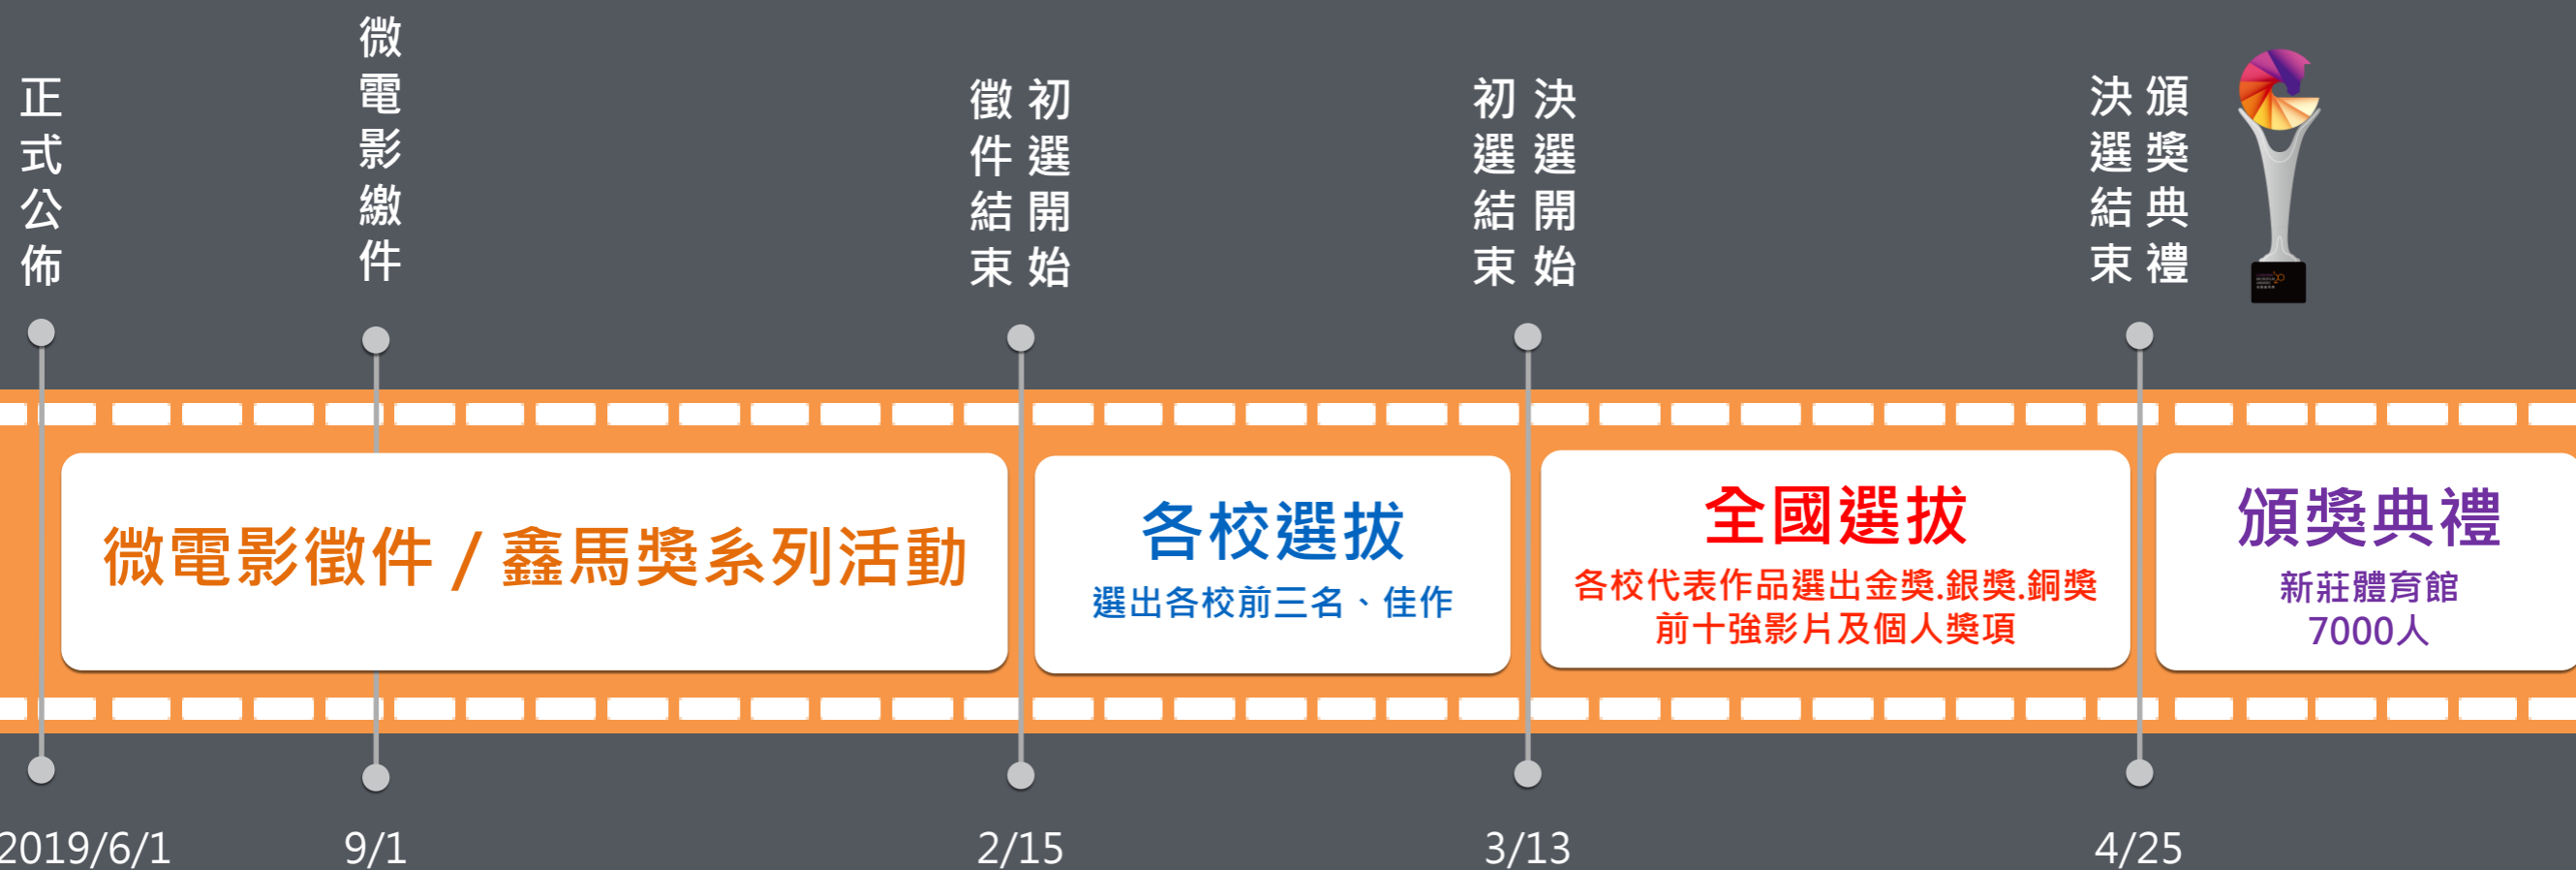 正式公佈
微電影繳件
徵件結束
初選開始
初選結束
決選開始
決選結束
頒獎典禮
微電影徵件 / 鑫馬獎系列活動
各校選拔
選出各校前三名、佳作
全國選拔
各校代表作品選出金獎.銀獎.銅獎
前十強影片及個人獎項
頒獎典禮
新莊體育館
7000人
2019/6/1
9/1
2/15
3/13
4/25